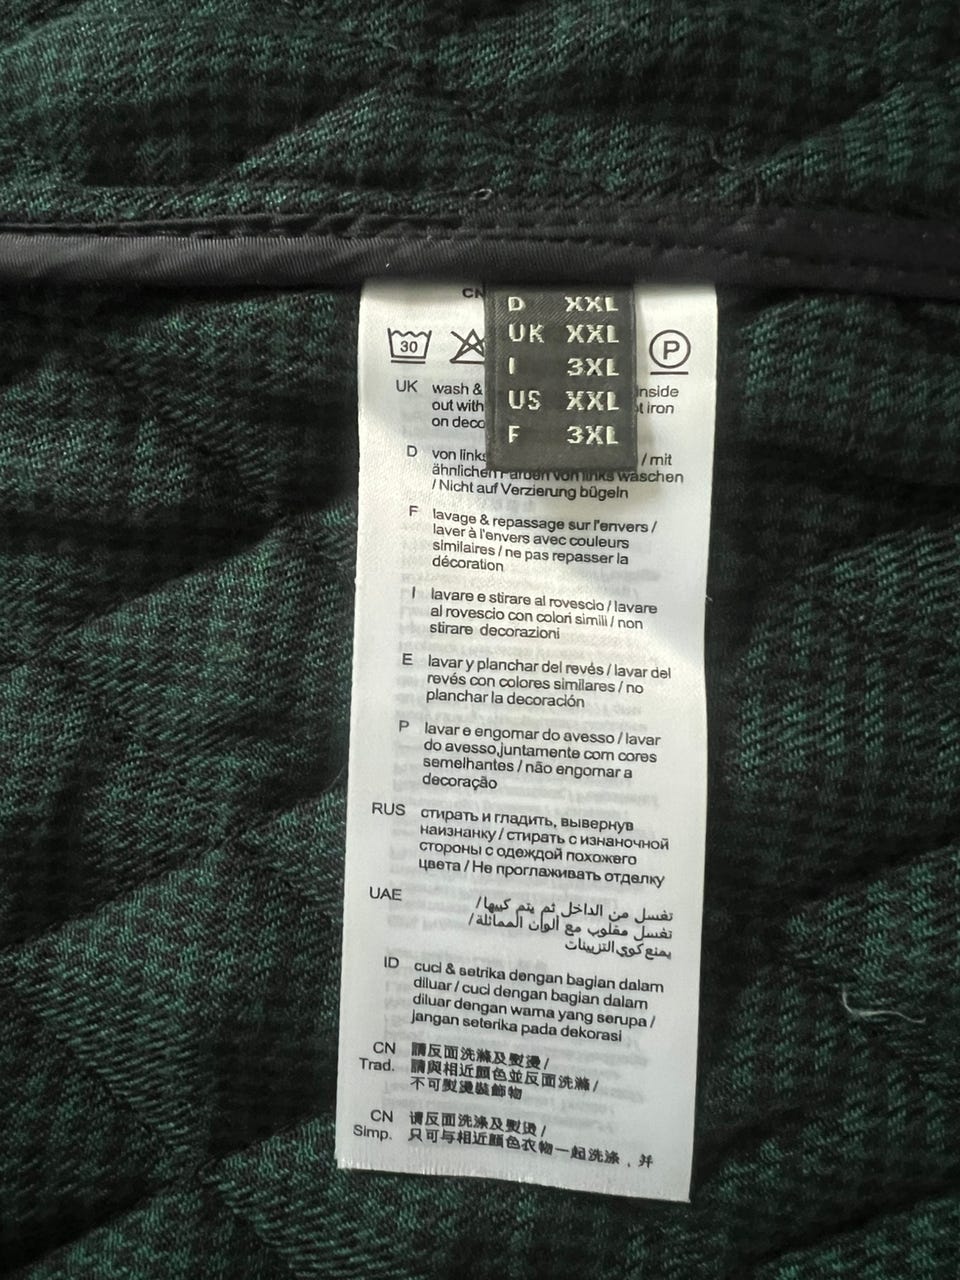 CN
D XXL
UK XXL
I 3XL
US XXL
F 3XL
30
P
UK wash & inside
out with iron
on deco
D von links / mit
ähnlichen Farben von links waschen
/ Nicht auf Verzierung bügeln
F lavage & repassage sur l'envers /
laver à l'envers avec couleurs
similaires / ne pas repasser la
décoration
I lavare e stirare al rovescio / lavare
al rovescio con colori simili / non
stirare decorazioni
E lavar y planchar del revés / lavar del
revés con colores similares / no
planchar la decoración
P lavar e engomar do avesso / lavar
do avesso,juntamente com cores
semelhantes / não engomar a
decoração
RUS стирать и гладить, вывернув
наизнанку / стирать с изнаночной
стороны с одеждой похожего
цвета / Не проглаживать отделку
UAE تغسل من الداخل ثم يتم كيها /
تغسل مقلوب مع ألوان المماثلة /
يمنع كوي التزيينات
ID cuci & setrika dengan bagian dalam
diluar / cuci dengan bagian dalam
diluar dengan warna yang serupa /
jangan seterika pada dekorasi
CN 請反面洗滌及熨燙 /
Trad. 請與相近顏色並反面洗滌 /
不可熨燙裝飾物
CN 请反面洗涤及熨烫 /
Simp. 只可与相近颜色衣物一起洗涤，并